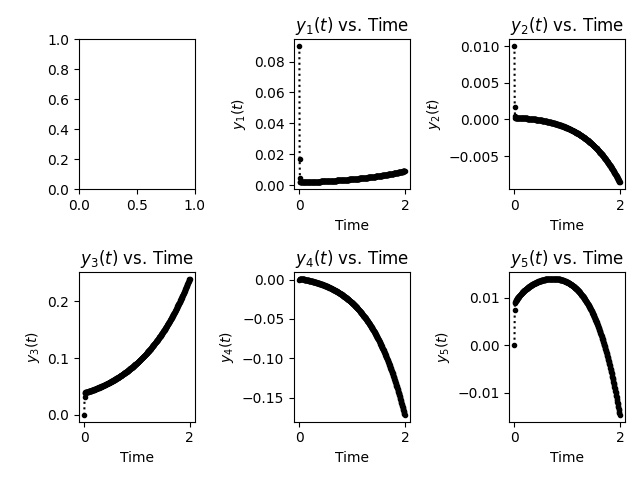 y₁(t) vs. Time
y₂(t) vs. Time
1.0
0.8
0.6
0.4
0.2
0.0
0.0 0.5 1.0
y₁(t)
0.08
0.06
0.04
0.02
0.00
0 2
Time
y₂(t)
0.010
0.005
0.000
−0.005
0 2
Time
y₃(t) vs. Time
y₃(t)
0.2
0.1
0.0
0 2
Time
y₄(t) vs. Time
y₄(t)
0.00
−0.05
−0.10
−0.15
0 2
Time
y₅(t) vs. Time
y₅(t)
0.01
0.00
−0.01
0 2
Time